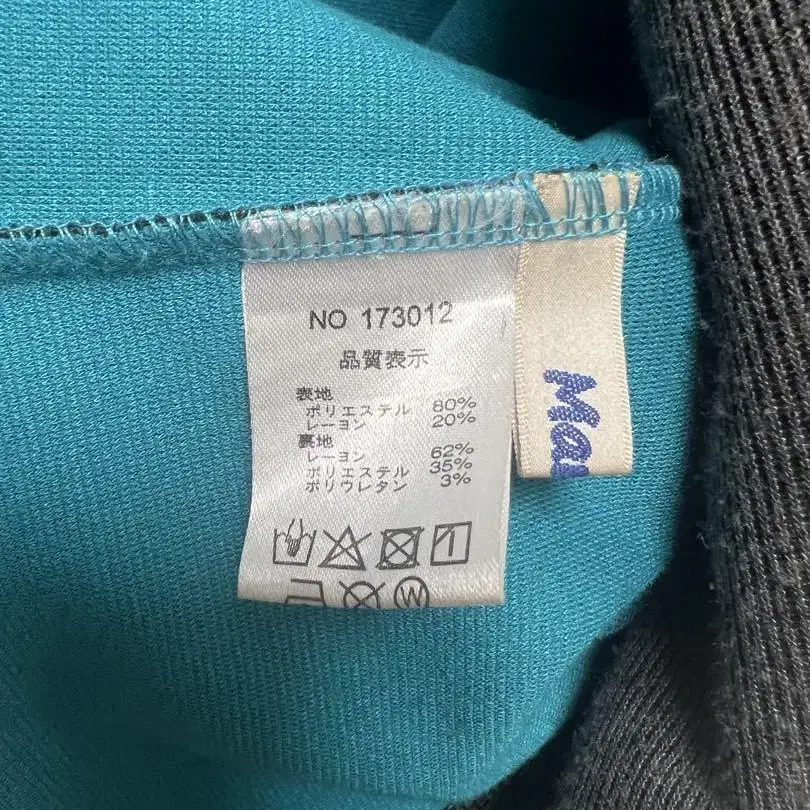 NO 173012
品質表示
表地
ポリエステル 80%
レーヨン 20%
裏地
レーヨン 62%
ポリエステル 35%
ポリウレタン 3%
W